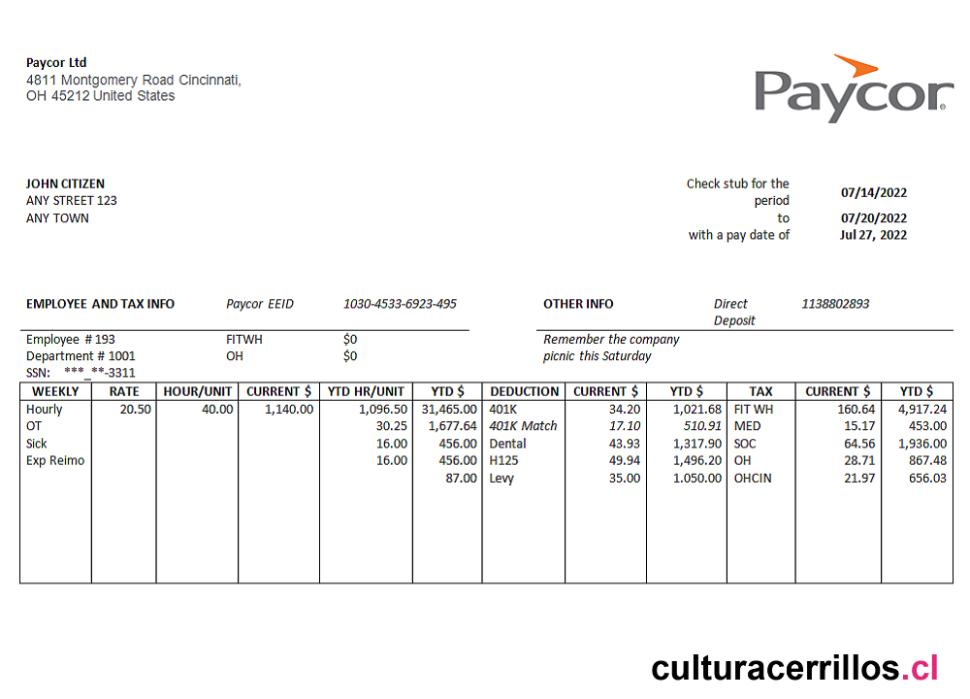 Paycor Ltd
4811 Montgomery Road Cincinnati,
OH 45212 United States
Paycor
JOHN CITIZEN
ANY STREET 123
ANY TOWN
Check stub for the period 07/14/2022
to 07/20/2022
with a pay date of Jul 27, 2022
EMPLOYEE AND TAX INFO Paycor EEID 1030-4533-6923-495
Employee # 193 FITWH $0
Department # 1001 OH $0
SSN: ***_**-3311
OTHER INFO Direct Deposit 1138802893
Remember the company
picnic this Saturday
WEEKLY RATE HOUR/UNIT CURRENT $ YTD HR/UNIT YTD $ DEDUCTION CURRENT $ YTD $ TAX CURRENT $ YTD $
Hourly 20.50 40.00 1,140.00 1,096.50 31,465.00 401K 34.20 1,021.68 FIT WH 160.64 4,917.24
OT 30.25 1,677.64 401K Match 17.10 510.91 MED 15.17 453.00
Sick 16.00 456.00 Dental 43.93 1,317.90 SOC 64.56 1,936.00
Exp Reimo 16.00 456.00 H125 49.94 1,496.20 OH 28.71 867.48
87.00 Levy 35.00 1.050.00 OHCIN 21.97 656.03
culturacerrillos.cl